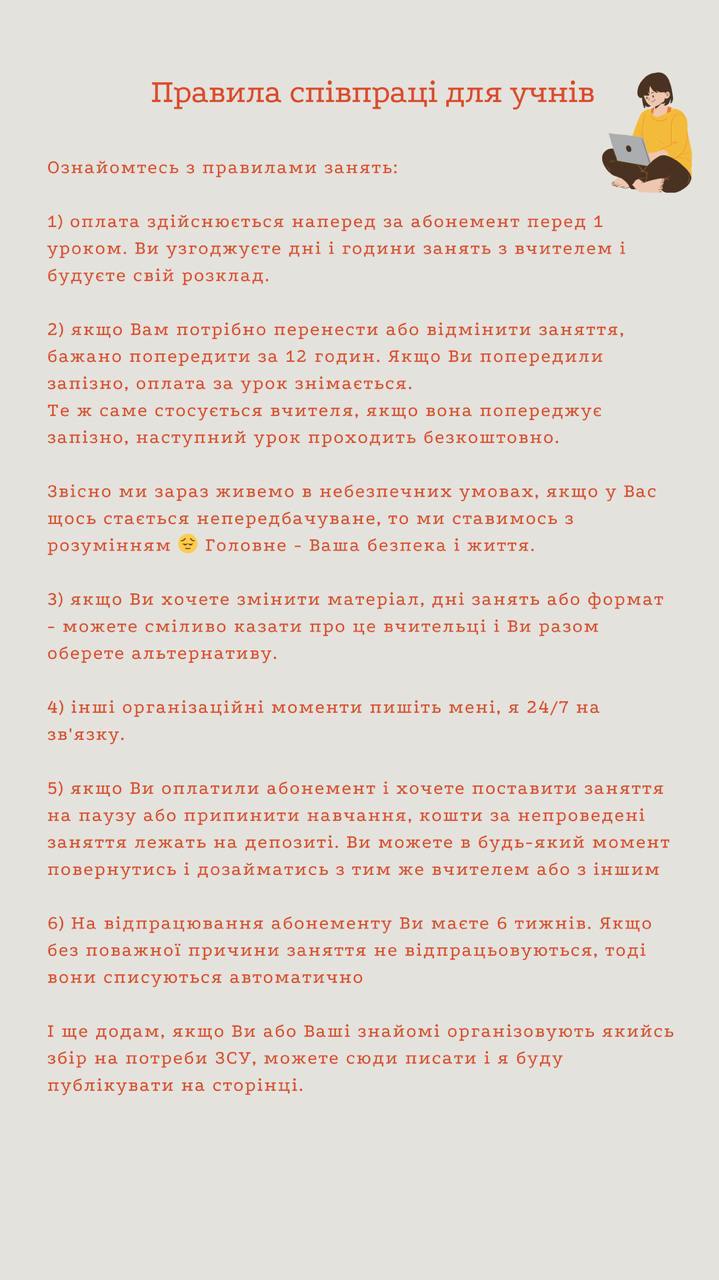 Правила співпраці для учнів
Ознайомтесь з правилами занять:
1) оплата здійснюється наперед за абонемент перед 1
уроком. Ви узгоджуєте дні і години занять з вчителем і
будуєте свій розклад.
2) якщо Вам потрібно перенести або відмінити заняття,
бажано попередити за 12 годин. Якщо Ви попередили
запізно, оплата за урок знімається.
Те ж саме стосується вчителя, якщо вона попереджує
запізно, наступний урок проходить безкоштовно.
Звісно ми зараз живемо в небезпечних умовах, якщо у Вас
щось стається непередбачуване, то ми ставимось з
розумінням 😔 Головне - Ваша безпека і життя.
3) якщо Ви хочете змінити матеріал, дні занять або формат
- можете сміливо казати про це вчительці і Ви разом
оберете альтернативу.
4) інші організаційні моменти пишіть мені, я 24/7 на
зв'язку.
5) якщо Ви оплатили абонемент і хочете поставити заняття
на паузу або припинити навчання, кошти за непроведені
заняття лежать на депозиті. Ви можете в будь-який момент
повернутись і дозайматись з тим же вчителем або з іншим
6) На відпрацювання абонементу Ви маєте 6 тижнів. Якщо
без поважної причини заняття не відпрацьовуються, тоді
вони списуються автоматично
І ще додам, якщо Ви або Ваші знайомі організовують якийсь
збір на потреби ЗСУ, можете сюди писати і я буду
публікувати на сторінці.